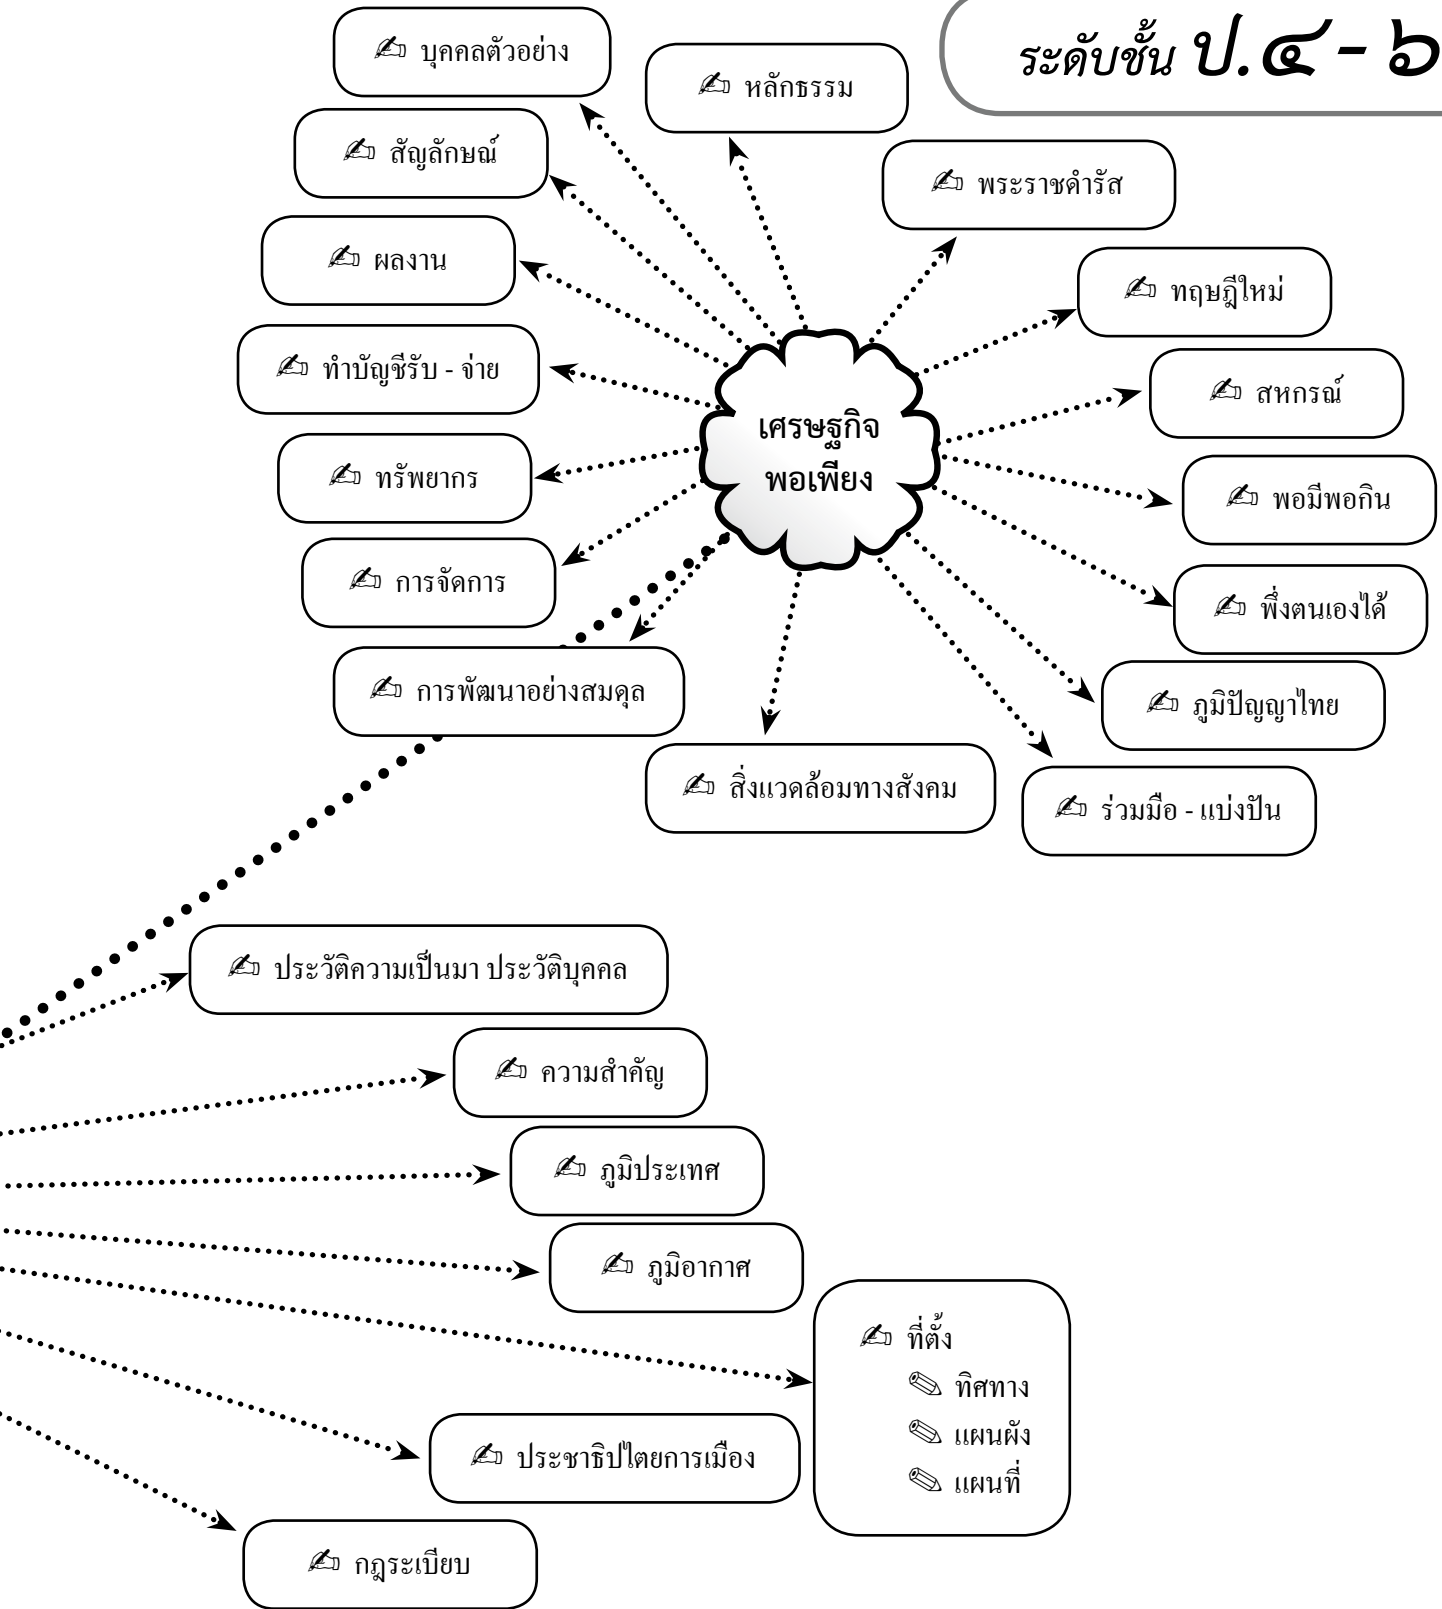 ระดับชั้น ป.๔ - ๖
บุคคลตัวอย่าง
หลักธรรม
สัญลักษณ์
พระราชดำรัส
ผลงาน
ทฤษฎีใหม่
ทำบัญชีรับ - จ่าย
สหกรณ์
เศรษฐกิจ
พอเพียง
ทรัพยากร
พอมีพอกิน
การจัดการ
พึ่งตนเองได้
การพัฒนาอย่างสมดุล
ภูมิปัญญาไทย
สิ่งแวดล้อมทางสังคม
ร่วมมือ - แบ่งปัน
ประวัติความเป็นมา ประวัติบุคคล
ความสำคัญ
ภูมิประเทศ
ภูมิอากาศ
ที่ตั้ง
ทิศทาง
แผนผัง
แผนที่
ประชาธิปไตยการเมือง
กฎระเบียบ